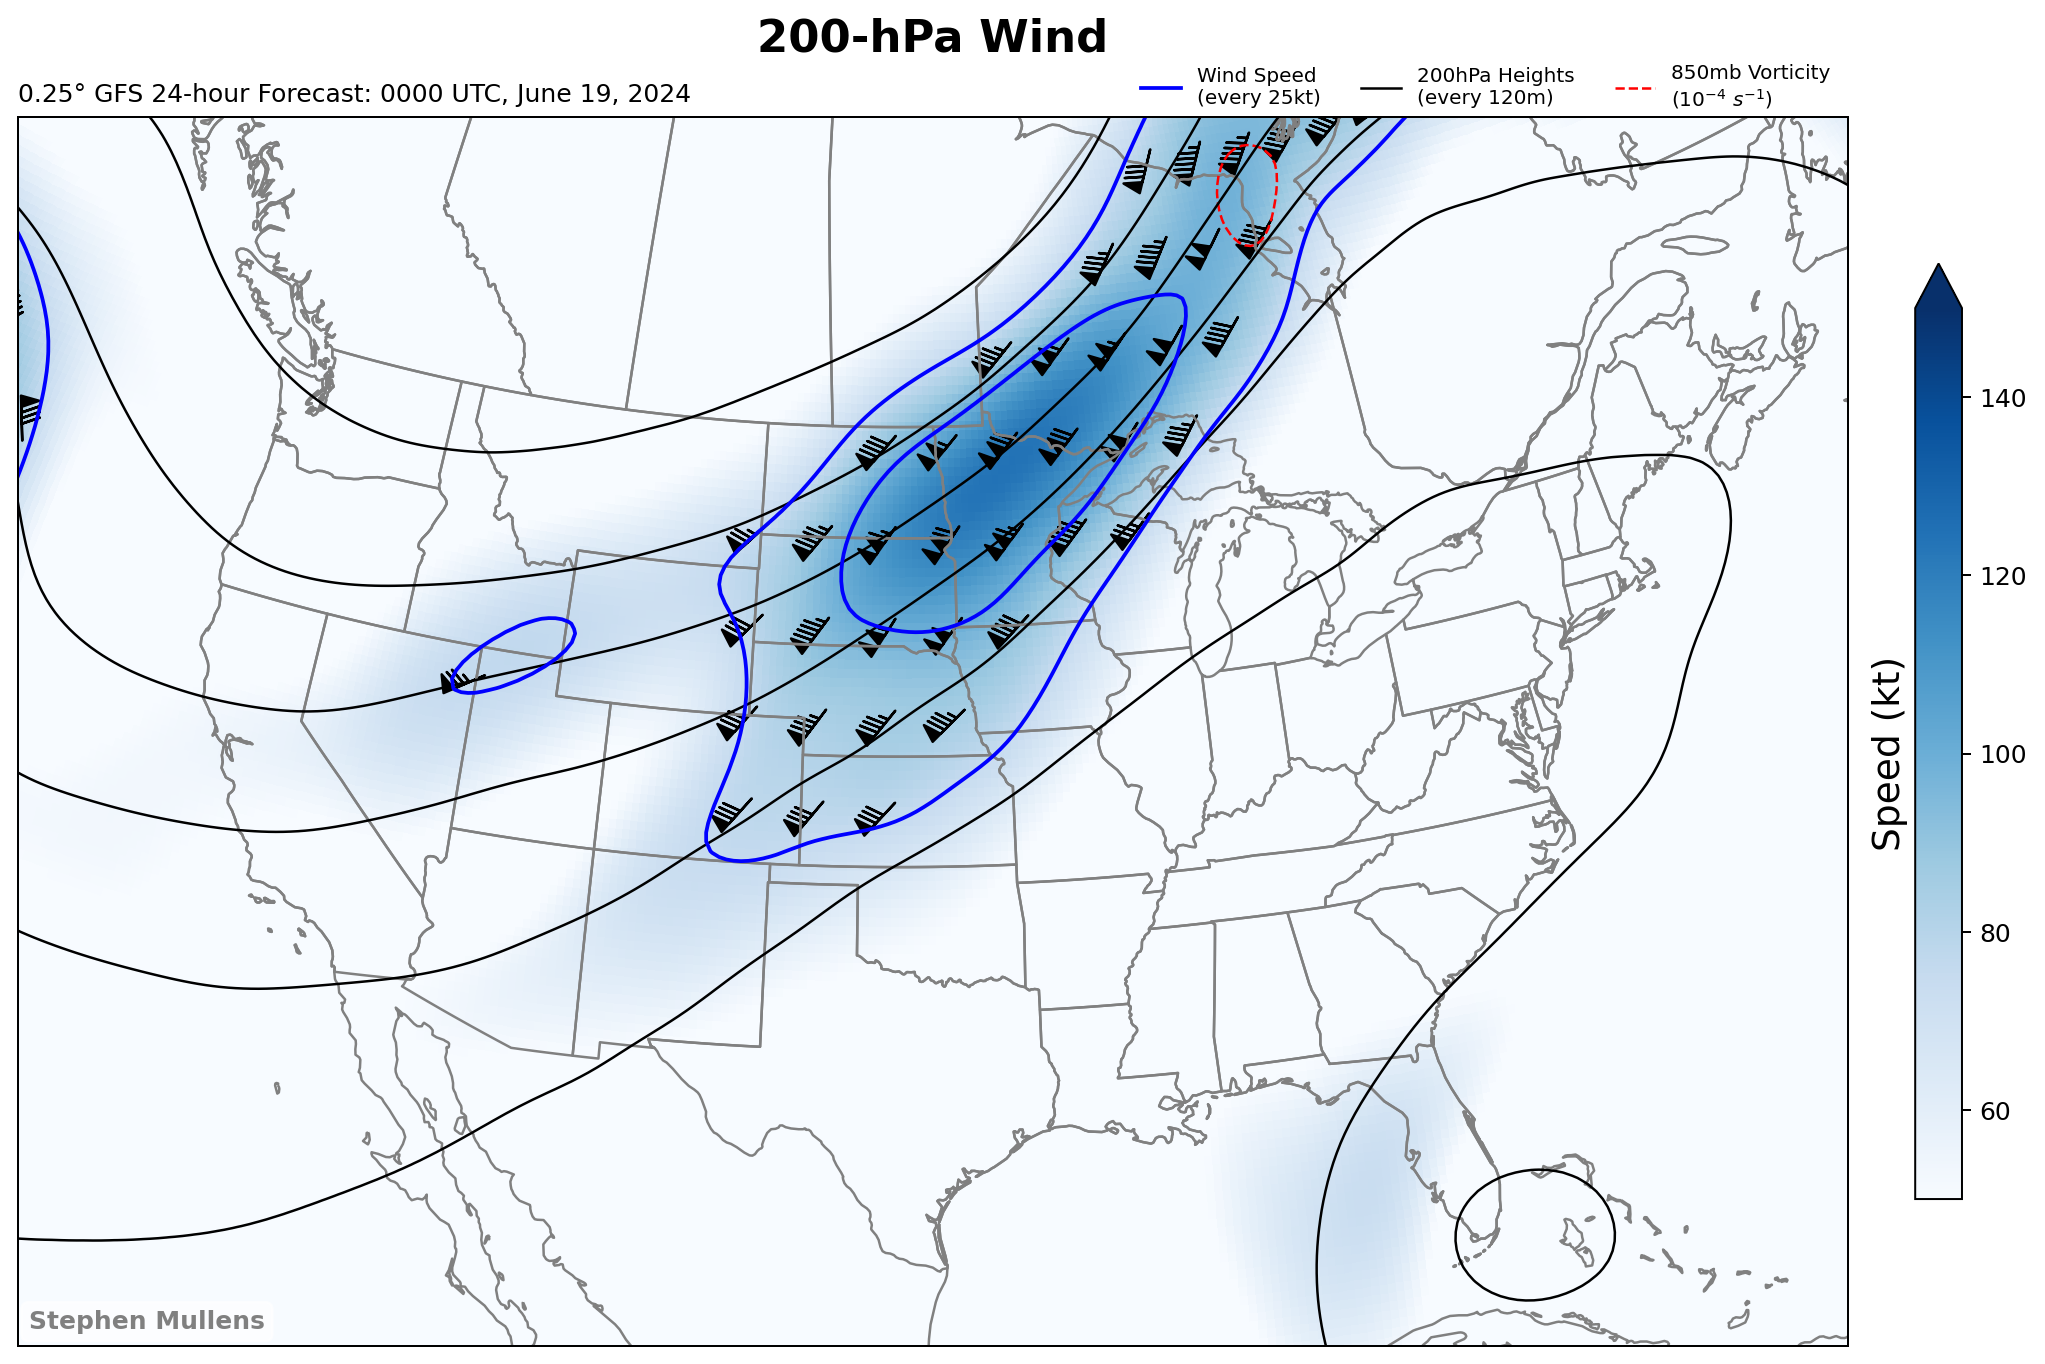 200-hPa Wind
0.25° GFS 24-hour Forecast: 0000 UTC, June 19, 2024
Wind Speed
(every 25kt)
200hPa Heights
(every 120m)
850mb Vorticity
(10⁻⁴ s⁻¹)
140
120
100
80
60
Speed (kt)
Stephen Mullens